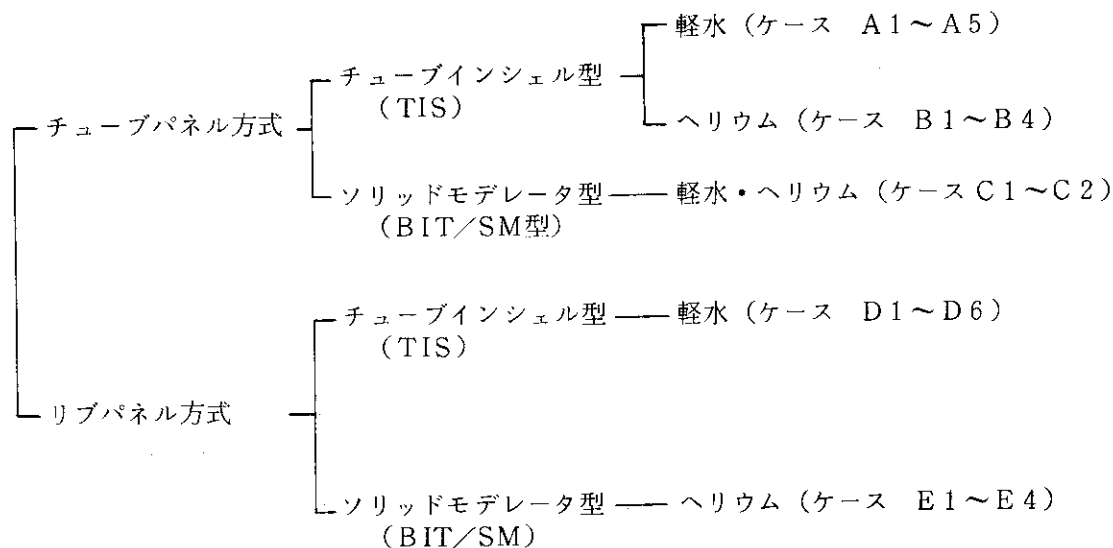 軽水 (ケース A1~A5)
チューブインシェル型
(TIS)
チューブパネル方式
ヘリウム (ケース B1~B4)
ソリッドモデレータ型
軽水・ヘリウム (ケースC1~C2)
(BIT/SM型)
チューブインシェル型
軽水 (ケース D1~D6)
(TIS)
リブパネル方式
ソリッドモデレータ型
ヘリウム (ケース E1~E4)
(BIT/SM)